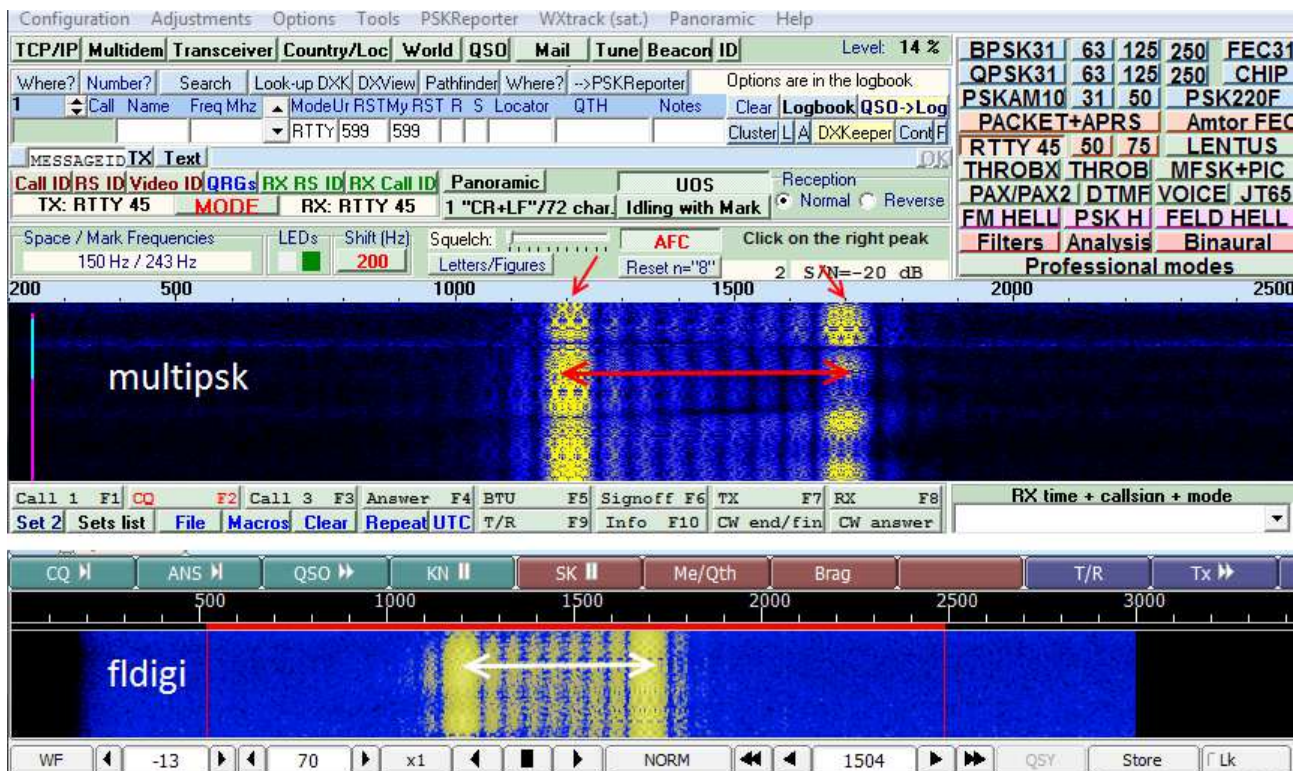 Configuration Adjustments Options Tools PSKReporter WXtrack (sat.) Panoramic Help
TCP/IP Multidem Transceiver Country/Loc World QSO Mail Tune Beacon ID Level: 14 %
Where? Number? Search Look-up DXK DXView Pathfinder Where? -->PSKReporter Options are in the logbook
1 Call Name Freq Mhz Mode Ur RST My RST R S Locator QTH Notes Clear Logbook QSO->Log
RTTY 599 599 Cluster L A DXKeeper Cont F
MESSAGEID TX Text OK
Call ID RS ID Video ID QRGs RX RS ID RX Call ID Panoramic UOS Reception
TX: RTTY 45 MODE RX: RTTY 45 1 "CR+LF"/72 char. Idling with Mark Normal Reverse
Space / Mark Frequencies LEDs Shift (Hz) Squelch: AFC Click on the right peak
150 Hz / 243 Hz 200 Letters/Figures Reset n="8" 2 S/N=-20 dB
BPSK31 63 125 250 FEC31
QPSK31 63 125 250 CHIP
PSKAM10 31 50 PSK220F
PACKET+APRS Amtor FEC
RTTY 45 50 75 LENTUS
THROBX THROB MFSK+PIC
PAX/PAX2 DTMF VOICE JT65
FM HELL PSK H FELD HELL
Filters Analysis Binaural
Professional modes
200 500 1000 1500 2000 2500
multipsk
Call 1 F1 CQ F2 Call 3 F3 Answer F4 BTU F5 Signoff F6 TX F7 RX F8 RX time + callsign + mode
Set 2 Sets list File Macros Clear Repeat UTC T/R F9 Info F10 CW end/fin CW answer
CQ ANS QSO KN SK Me/Qth Brag T/R Tx
500 1000 1500 2000 2500 3000
fldigi
WF -13 70 x1 NORM 1504 QSY Store Lk